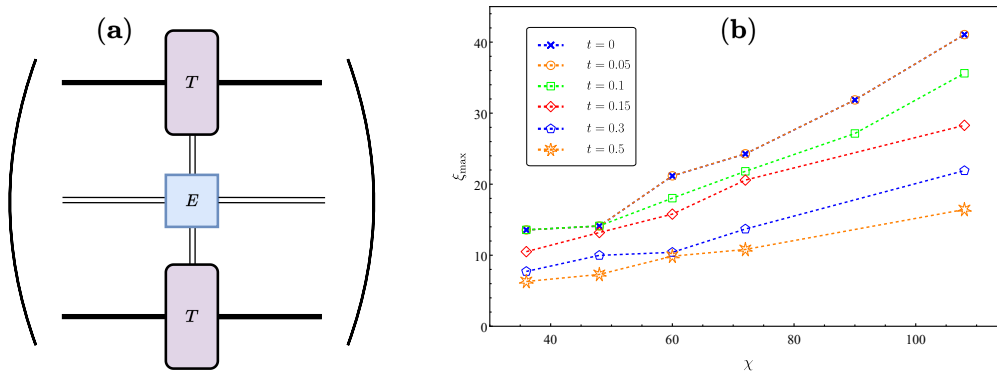 (a)
T
E
T
(b)
ξmax
40
30
20
10
0
t = 0
t = 0.05
t = 0.1
t = 0.15
t = 0.3
t = 0.5
40
60
80
100
χ